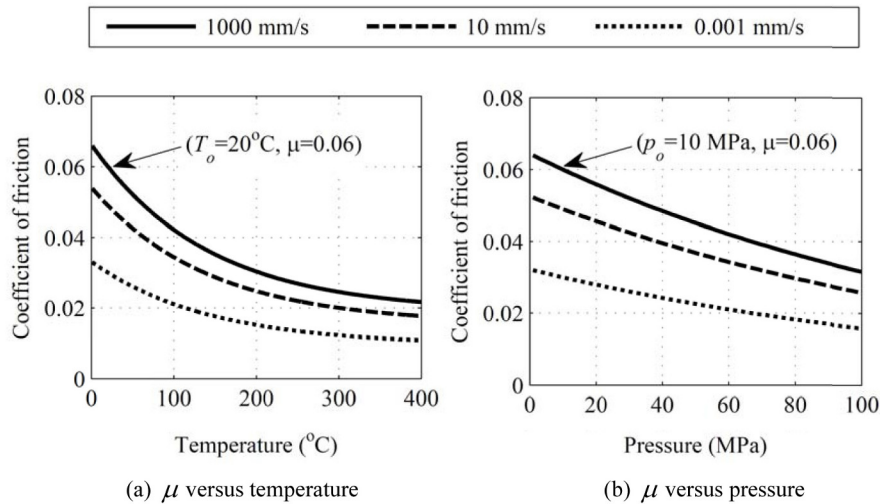 1000 mm/s 10 mm/s 0.001 mm/s
0.08
0.06
0.04
0.02
0
Coefficient of friction
(To=20°C, μ=0.06)
0 100 200 300 400
Temperature (°C)
(a) μ versus temperature
0.08
0.06
0.04
0.02
0
Coefficient of friction
(po=10 MPa, μ=0.06)
0 20 40 60 80 100
Pressure (MPa)
(b) μ versus pressure